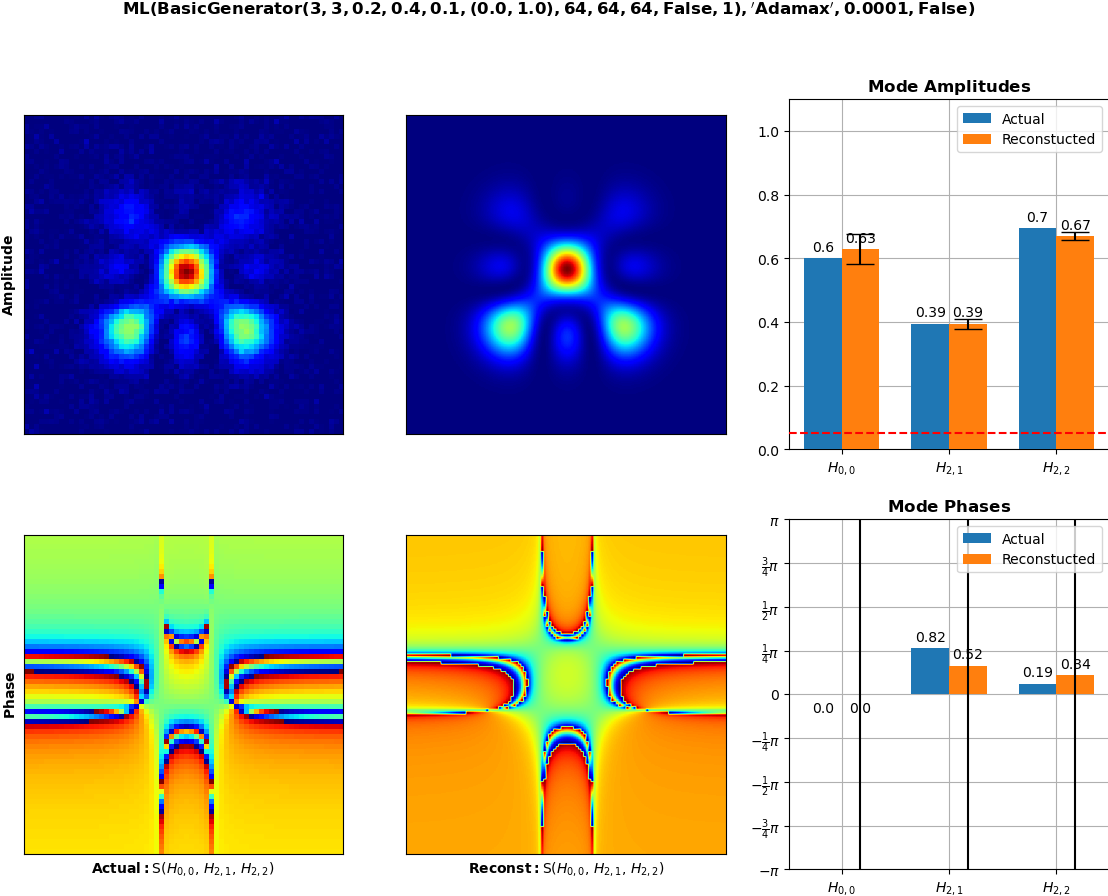 ML(BasicGenerator(3, 3, 0.2, 0.4, 0.1, (0.0, 1.0), 64, 64, 64, False, 1), ′Adamax′, 0.0001, False)
Amplitude
Mode Amplitudes
Actual
Reconstucted
1.0
0.8
0.6
0.4
0.2
0.0
0.6
0.63
0.39
0.39
0.7
0.67
H0,0
H2,1
H2,2
Phase
Actual: S(H0,0, H2,1, H2,2)
Reconst: S(H0,0, H2,1, H2,2)
Mode Phases
Actual
Reconstucted
π
3/4π
1/2π
1/4π
0
−1/4π
−1/2π
−3/4π
−π
0.0
0.0
0.82
0.52
0.19
0.34
H0,0
H2,1
H2,2